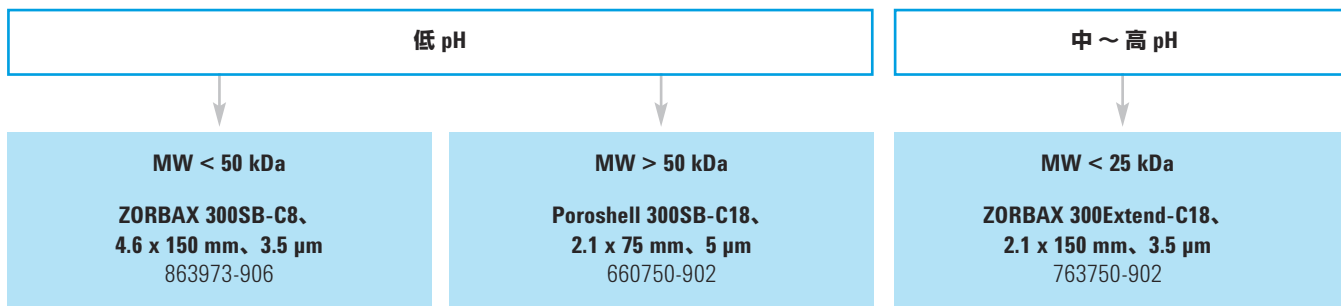 低 pH
中 ～ 高 pH
MW < 50 kDa
ZORBAX 300SB-C8、
4.6 x 150 mm、3.5 µm
863973-906
MW > 50 kDa
Poroshell 300SB-C18、
2.1 x 75 mm、5 µm
660750-902
MW < 25 kDa
ZORBAX 300Extend-C18、
2.1 x 150 mm、3.5 µm
763750-902